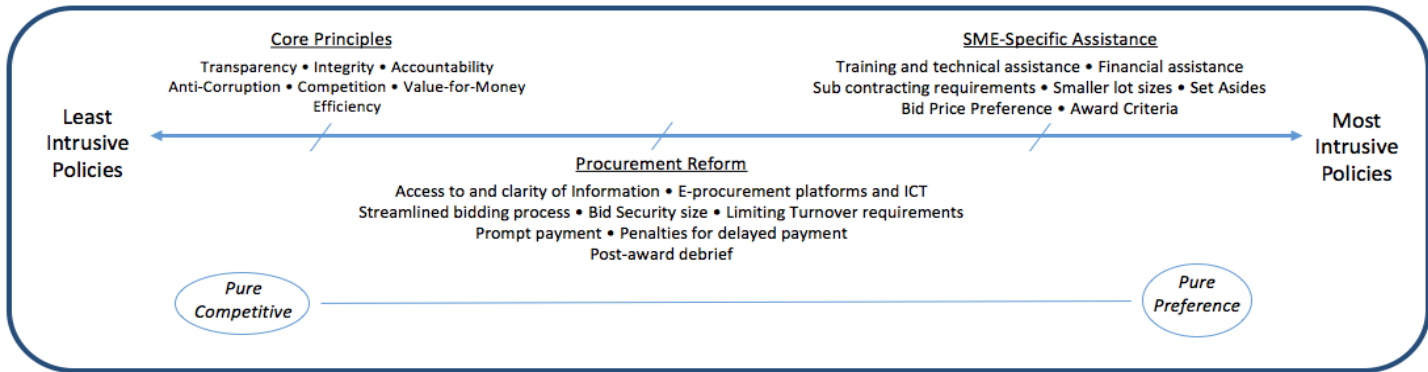 Core Principles
Transparency • Integrity • Accountability
Anti-Corruption • Competition • Value-for-Money
Efficiency
SME-Specific Assistance
Training and technical assistance • Financial assistance
Sub contracting requirements • Smaller lot sizes • Set Asides
Bid Price Preference • Award Criteria
Least
Intrusive
Policies
Most
Intrusive
Policies
Procurement Reform
Access to and clarity of Information • E-procurement platforms and ICT
Streamlined bidding process • Bid Security size • Limiting Turnover requirements
Prompt payment • Penalties for delayed payment
Post-award debrief
Pure
Competitive
Pure
Preference